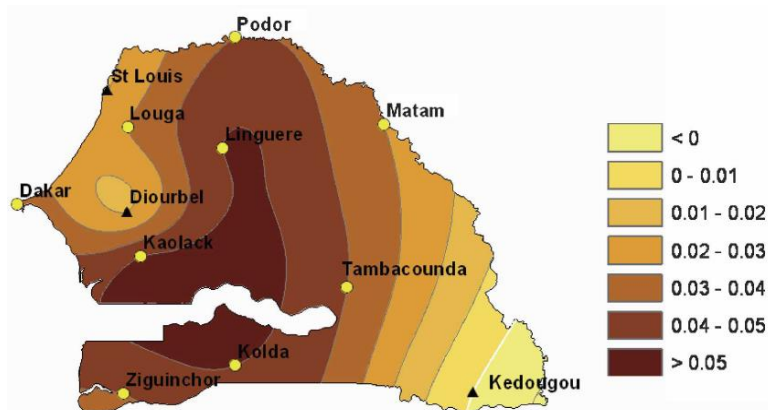 Podor
St Louis
Louga
Matam
Linguere
Dakar
Diourbel
Kaolack
Tambacounda
Kolda
Ziguinchor
Kedougou
< 0
0 - 0.01
0.01 - 0.02
0.02 - 0.03
0.03 - 0.04
0.04 - 0.05
> 0.05